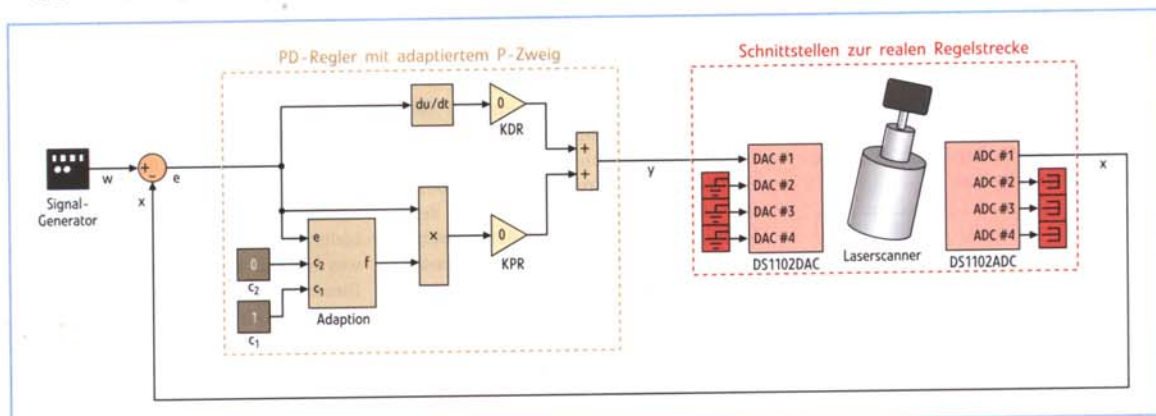 PD-Regler mit adaptiertem P-Zweig
Schnittstellen zur realen Regelstrecke
du/dt
0
KDR
+
+
+
−
w
e
x
Signal-
Generator
y
DAC #1
DAC #2
DAC #3
DAC #4
DS1102DAC
Laserscanner
ADC #1
ADC #2
ADC #3
ADC #4
DS1102ADC
x
e
c2
c1
f
Adaption
x
0
KPR
0
c2
1
c1